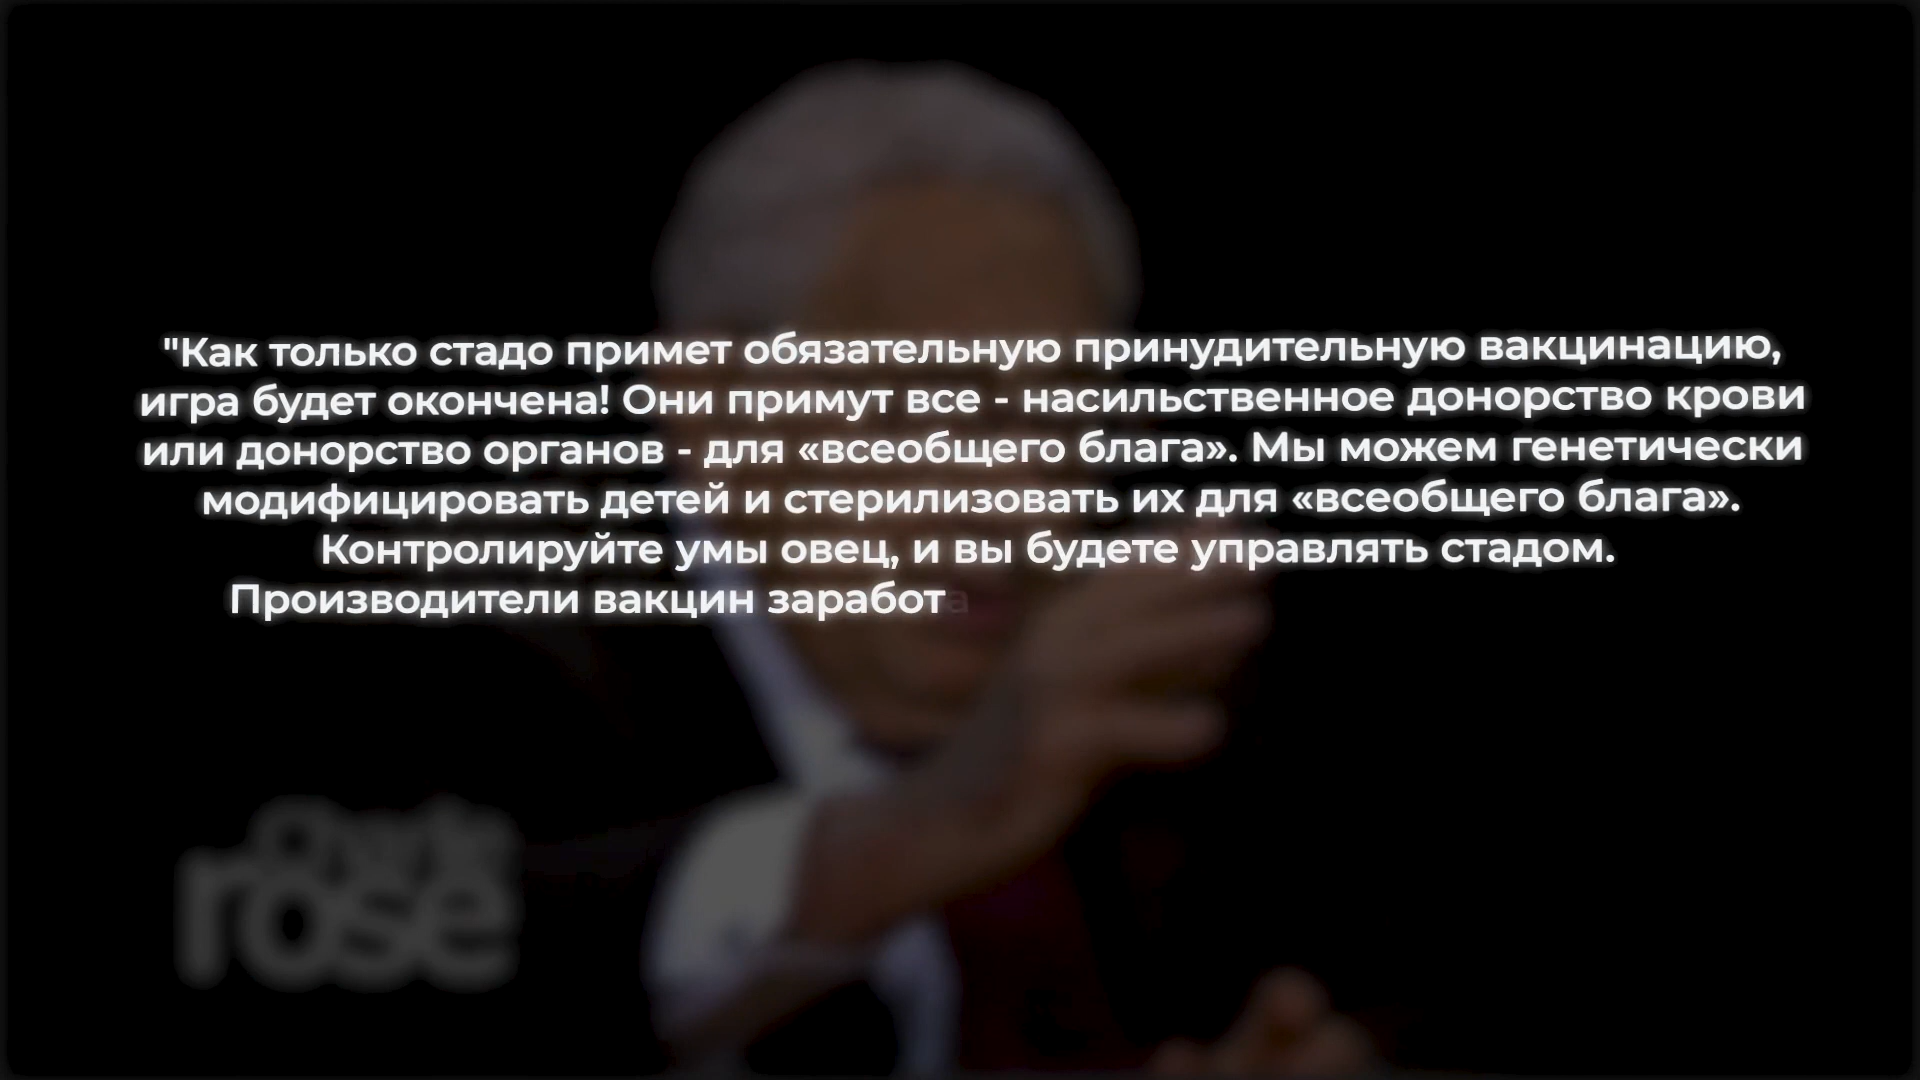 "Как только стадо примет обязательную принудительную вакцинацию,
игра будет окончена! Они примут все - насильственное донорство крови
или донорство органов - для «всеобщего блага». Мы можем генетически
модифицировать детей и стерилизовать их для «всеобщего блага».
Контролируйте умы овец, и вы будете управлять стадом.
Производители вакцин заработа
Charlie
rose